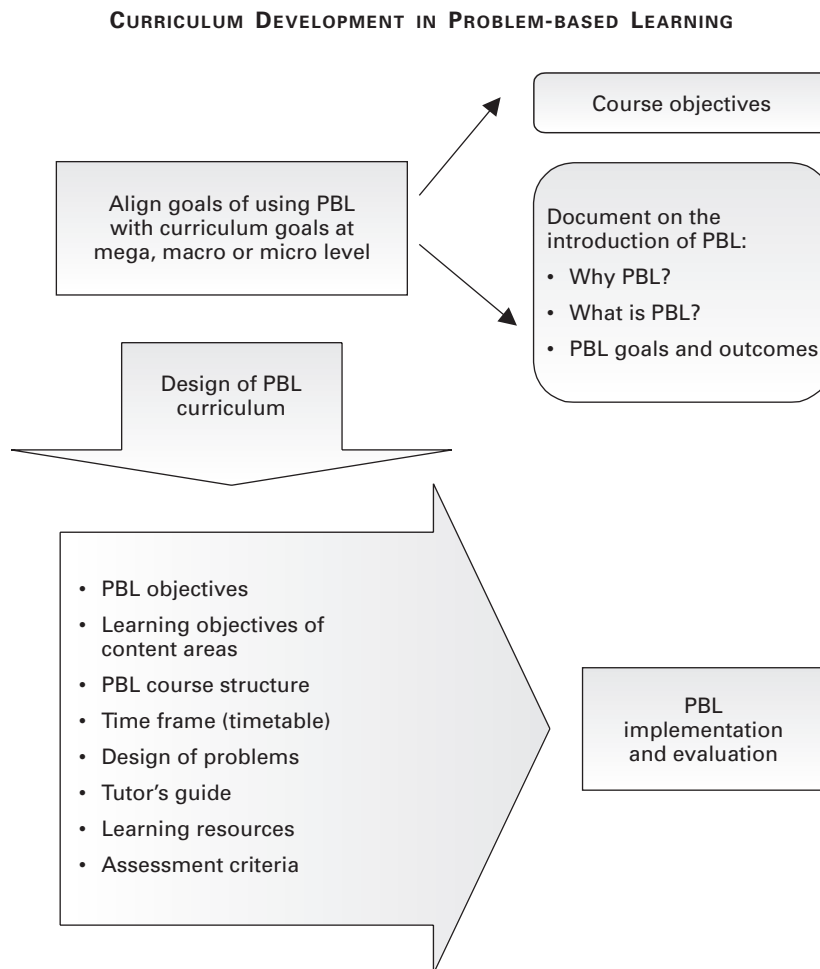 CURRICULUM DEVELOPMENT IN PROBLEM-BASED LEARNING
Course objectives
Align goals of using PBL
with curriculum goals at
mega, macro or micro level
Document on the
introduction of PBL:
• Why PBL?
• What is PBL?
• PBL goals and outcomes
Design of PBL
curriculum
• PBL objectives
• Learning objectives of
content areas
• PBL course structure
• Time frame (timetable)
• Design of problems
• Tutor’s guide
• Learning resources
• Assessment criteria
PBL
implementation
and evaluation